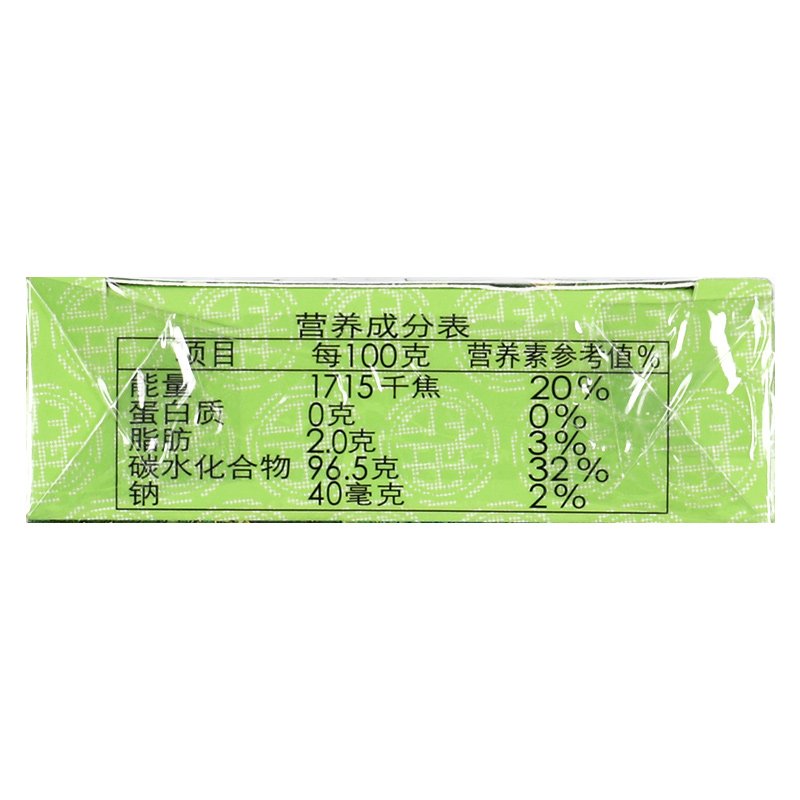 营养成分表
项目 每100克 营养素参考值%
能量 1715千焦 20%
蛋白质 0克 0%
脂肪 2.0克 3%
碳水化合物 96.5克 32%
钠 40毫克 2%